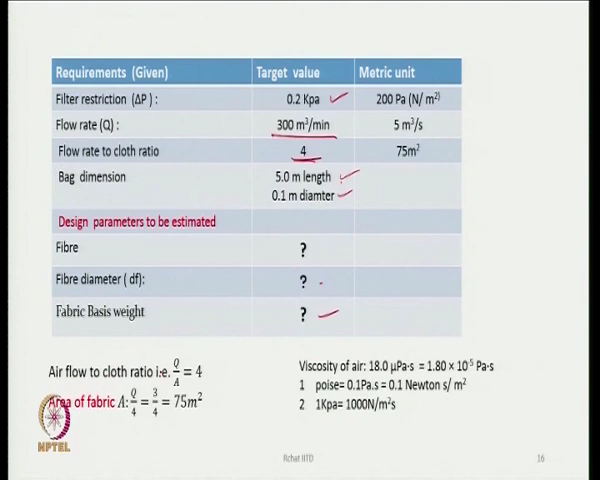 Requirements (Given) Target value Metric unit
Filter restriction (ΔP ) : 0.2 Kpa 200 Pa (N/ m²)
Flow rate (Q) : 300 m³/min 5 m³/s
Flow rate to cloth ratio 4 75m²
Bag dimension 5.0 m length
0.1 m diamter
Design parameters to be estimated
Fibre ?
Fibre diameter ( df): ?
Fabric Basis weight ?
Air flow to cloth ratio i.e. Q/A = 4
Area of fabric A: Q/4 = 3/4 = 75m²
Viscosity of air: 18.0 μPa·s = 1.80 × 10⁻⁵ Pa·s
1 poise= 0.1Pa.s = 0.1 Newton s/ m²
2 1Kpa= 1000N/m²s
NPTEL
Rchat IIITD
16